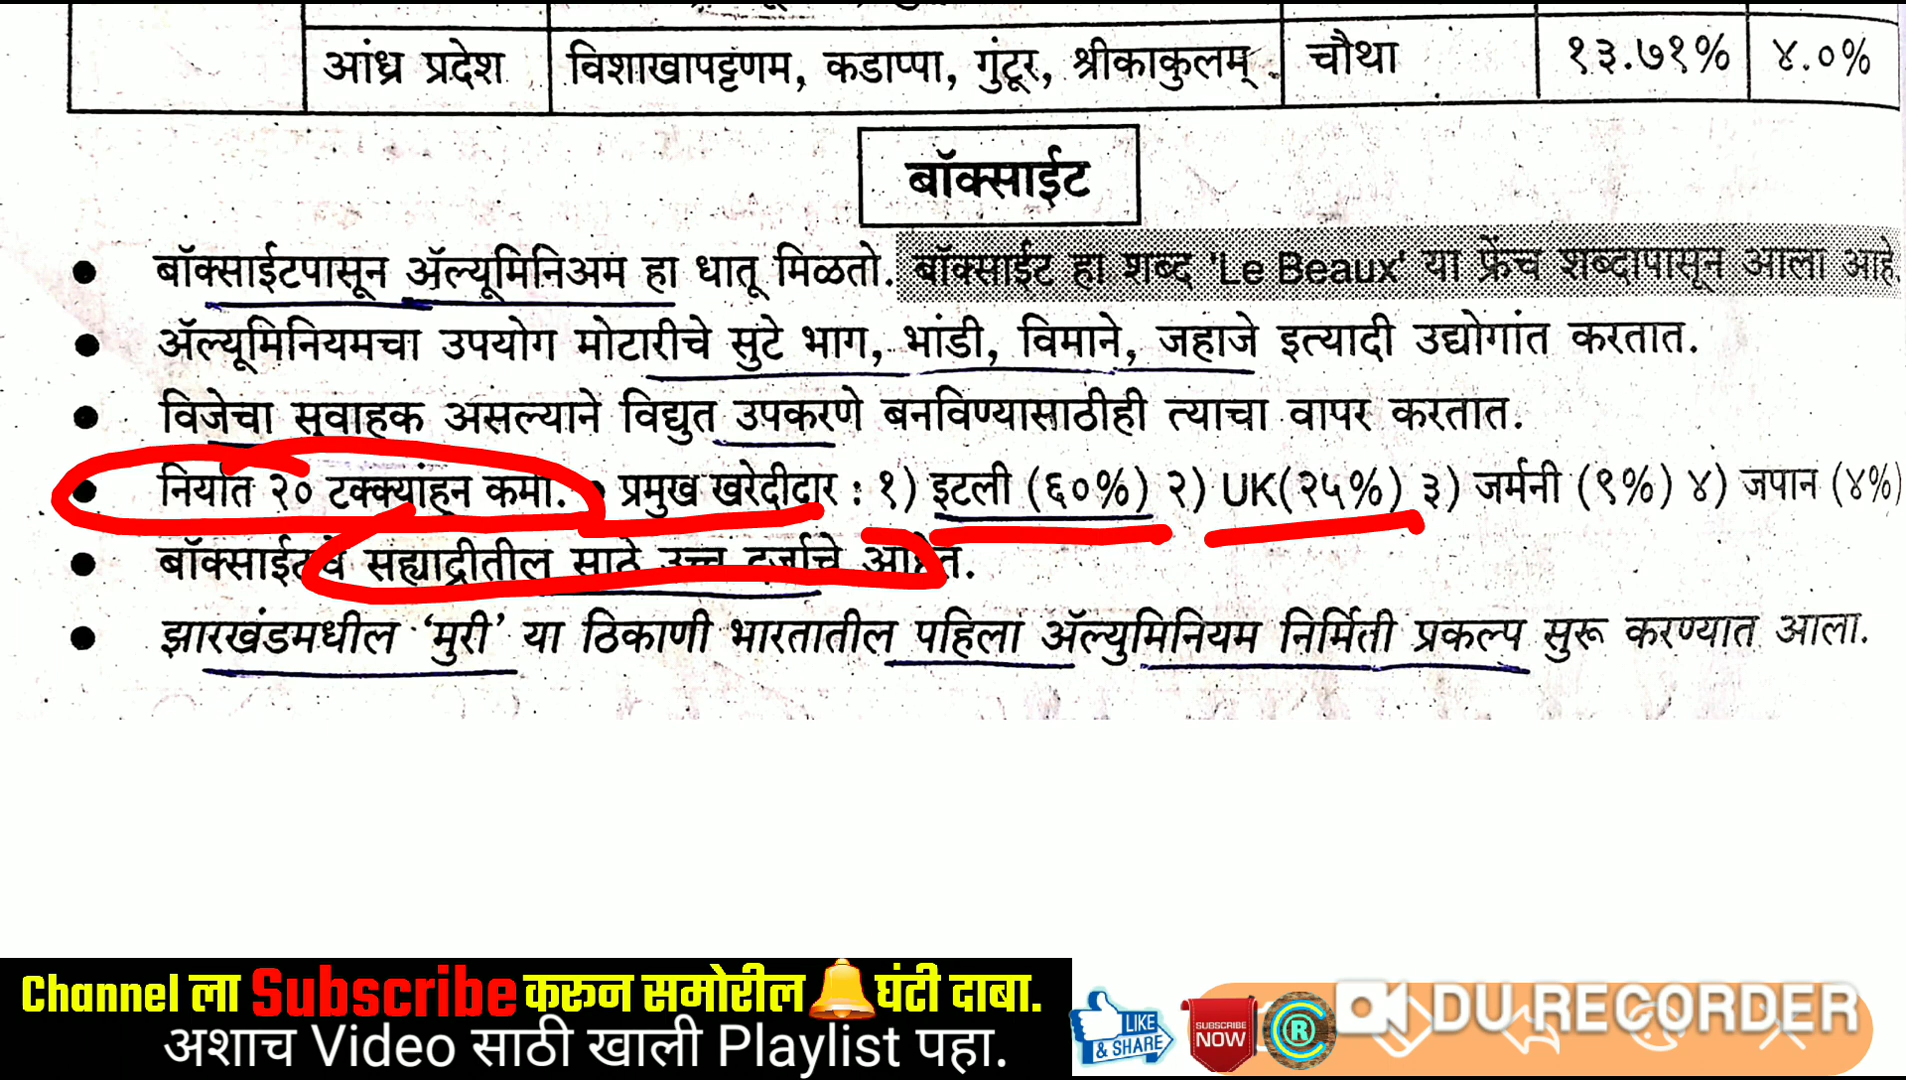 आंध्र प्रदेश विशाखापट्टणम, कडाप्पा, गुंटूर, श्रीकाकुलम् चौथा १३.७१% ४.०%
बॉक्साईट
● बॉक्साईटपासून ॲल्यूमिनिअम हा धातू मिळतो. बॉक्साईट हा शब्द 'Le Beaux' या फ्रेंच शब्दापासून आला आहे.
● ॲल्यूमिनियमचा उपयोग मोटारीचे सुटे भाग, भांडी, विमाने, जहाजे इत्यादी उद्योगांत करतात.
● विजेचा सुवाहक असल्याने विद्युत उपकरणे बनविण्यासाठीही त्याचा वापर करतात.
● निर्यात २० टक्क्यांहून कमी. ● प्रमुख खरेदीदार : १) इटली (६०%) २) UK(२५%) ३) जर्मनी (९%) ४) जपान (४%)
● बॉक्साईटचे सह्याद्रीतील साठे उच्च दर्जाचे आहेत.
● झारखंडमधील 'मुरी' या ठिकाणी भारतातील पहिला ॲल्युमिनियम निर्मिती प्रकल्प सुरू करण्यात आला.
Channel ला Subscribe करून समोरील घंटी दाबा.
अशाच Video साठी खाली Playlist पहा.
LIKE
& SHARE
SUBSCRIBE
NOW
R
DU RECORDER